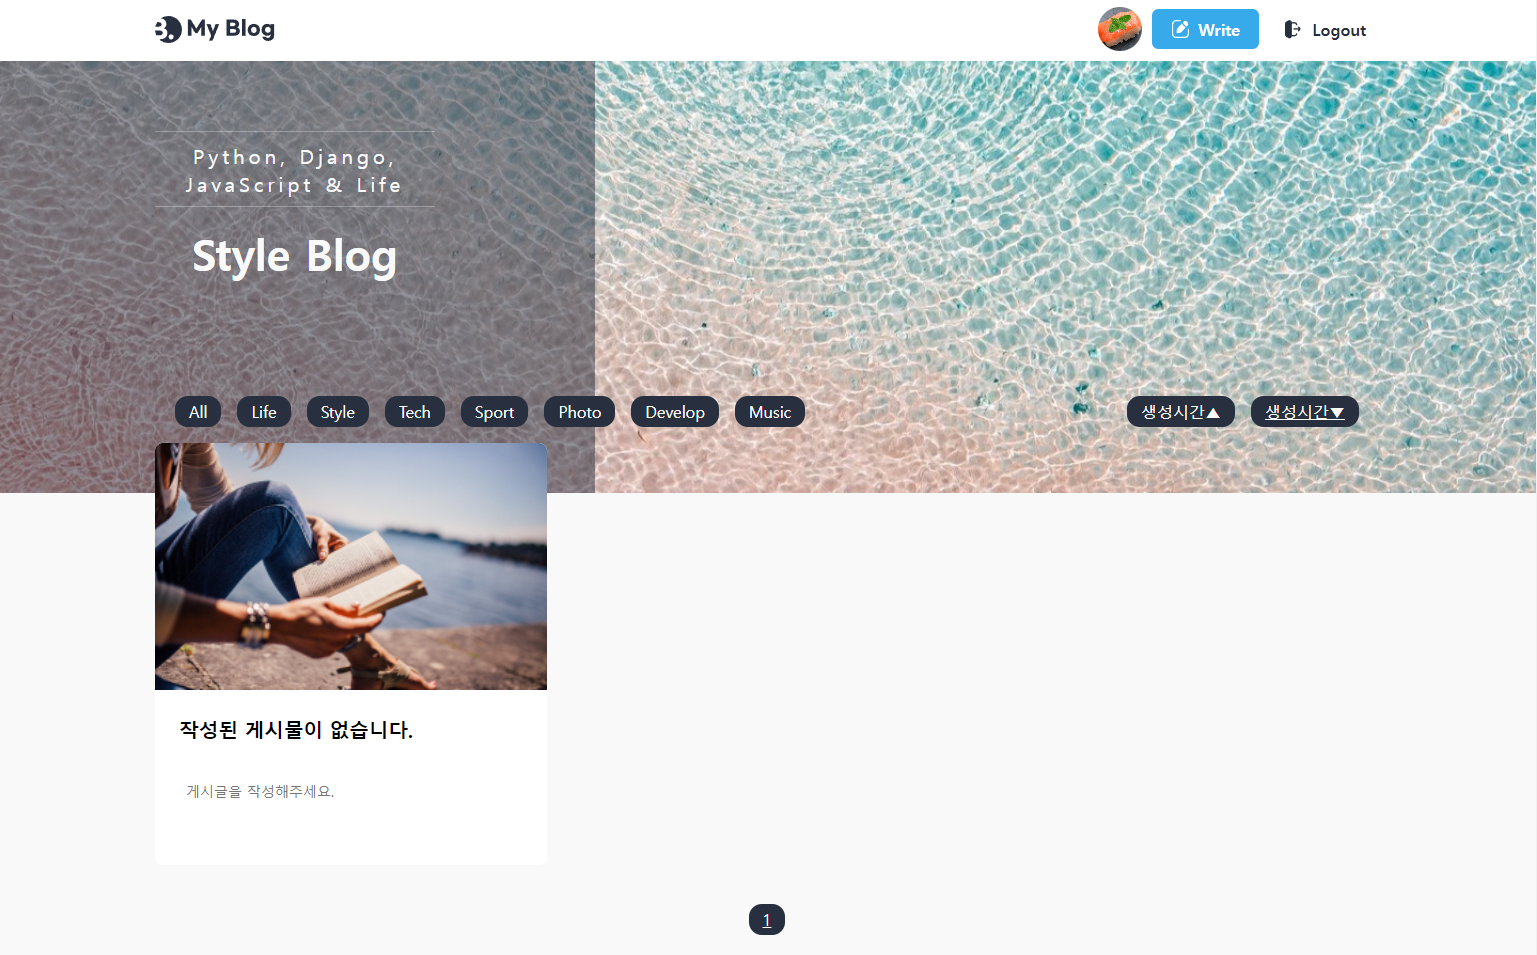 My Blog
Write
Logout
Python, Django,
JavaScript & Life
Style Blog
All Life Style Tech Sport Photo Develop Music 생성시간▲ 생성시간▼
작성된 게시물이 없습니다.
게시글을 작성해주세요.
1